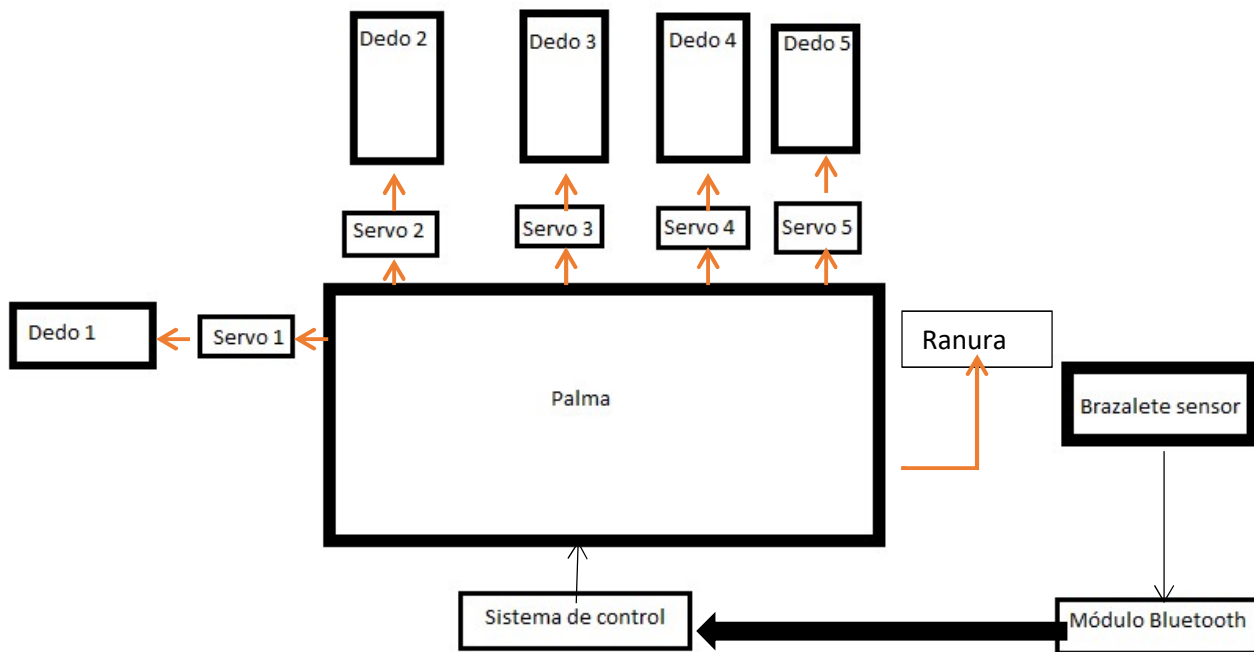 Dedo 2
Dedo 3
Dedo 4
Dedo 5
Servo 2
Servo 3
Servo 4
Servo 5
Dedo 1
Servo 1
Ranura
Palma
Brazalete sensor
Sistema de control
Módulo Bluetooth